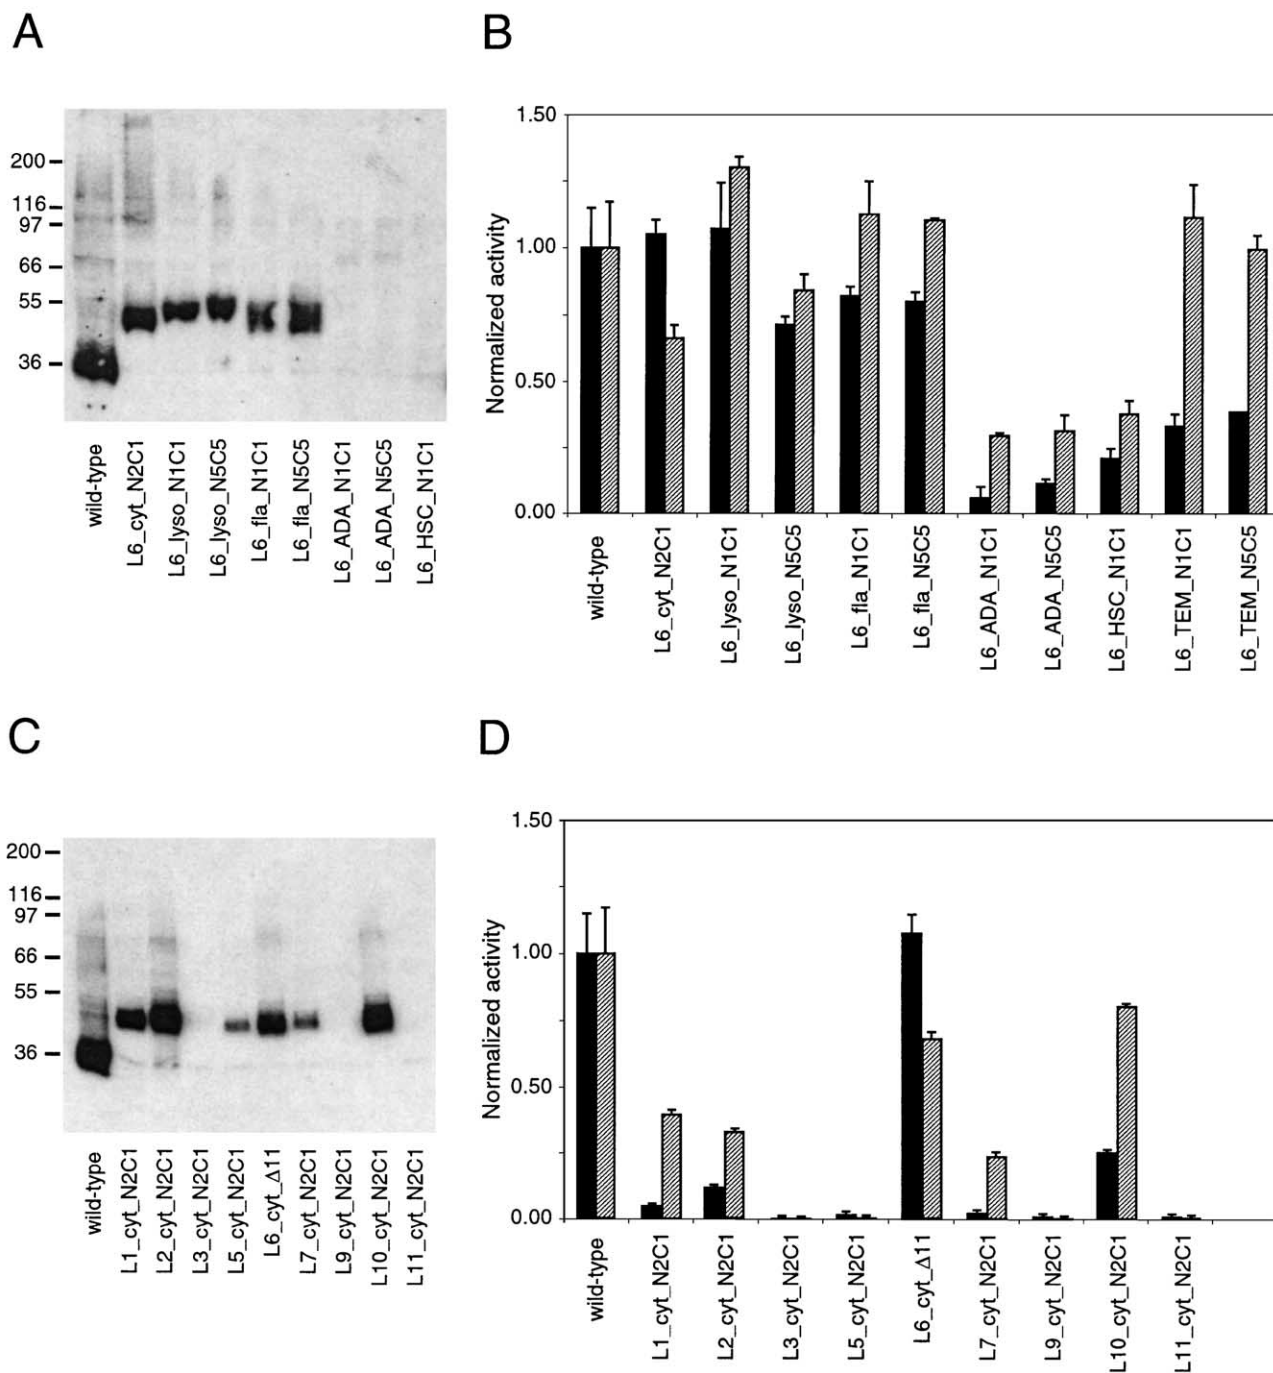 A
200
116
97
66
55
36
wild-type
L6_cyt_N2C1
L6_lyso_N1C1
L6_lyso_N5C5
L6_fla_N1C1
L6_fla_N5C5
L6_ADA_N1C1
L6_ADA_N5C5
L6_HSC_N1C1
B
Normalized activity
1.50
1.00
0.50
0.00
wild-type
L6_cyt_N2C1
L6_lyso_N1C1
L6_lyso_N5C5
L6_fla_N1C1
L6_fla_N5C5
L6_ADA_N1C1
L6_ADA_N5C5
L6_HSC_N1C1
L6_TEM_N1C1
L6_TEM_N5C5
C
200
116
97
66
55
36
wild-type
L1_cyt_N2C1
L2_cyt_N2C1
L3_cyt_N2C1
L5_cyt_N2C1
L6_cyt_Δ11
L7_cyt_N2C1
L9_cyt_N2C1
L10_cyt_N2C1
L11_cyt_N2C1
D
Normalized activity
1.50
1.00
0.50
0.00
wild-type
L1_cyt_N2C1
L2_cyt_N2C1
L3_cyt_N2C1
L5_cyt_N2C1
L6_cyt_Δ11
L7_cyt_N2C1
L9_cyt_N2C1
L10_cyt_N2C1
L11_cyt_N2C1